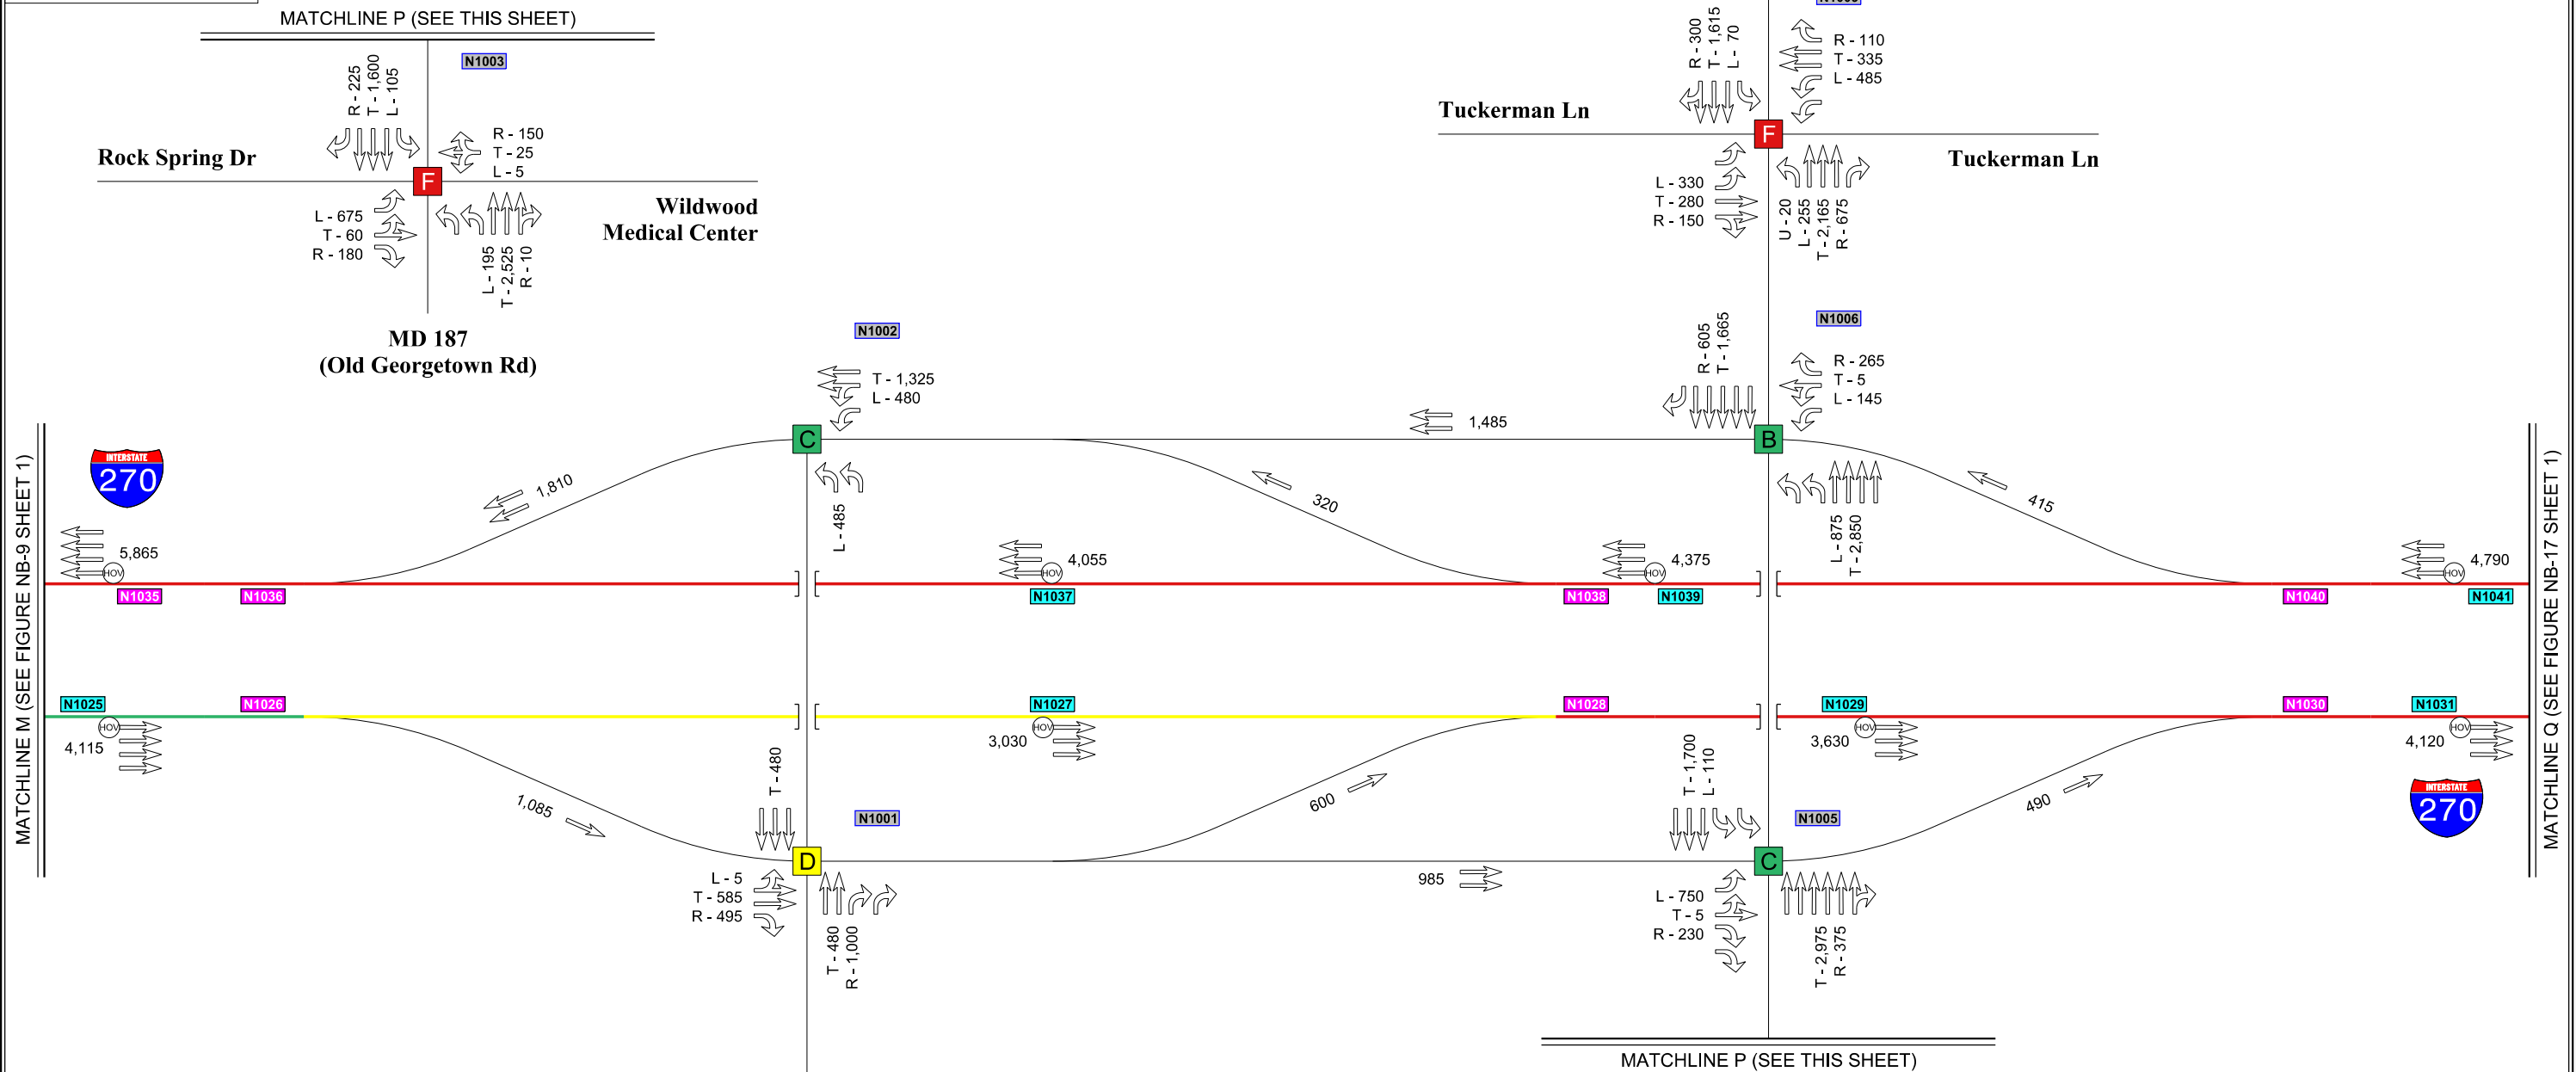 MATCHLINE P (SEE THIS SHEET)
N1003
R - 225
T - 1,600
L - 105
R - 150
T - 25
L - 5
Rock Spring Dr
F
L - 675
T - 60
R - 180
L - 195
T - 2,525
R - 10
Wildwood
Medical Center
MD 187
(Old Georgetown Rd)
R - 300
T - 1,615
L - 70
R - 110
T - 335
L - 485
Tuckerman Ln
F
Tuckerman Ln
L - 330
T - 280
R - 150
U - 20
L - 255
T - 2,165
R - 675
N1002
T - 1,325
L - 480
C
L - 485
1,485
R - 605
T - 1,665
N1006
R - 265
T - 5
L - 145
B
L - 875
T - 2,850
415
320
1,810
MATCHLINE M (SEE FIGURE NB-9 SHEET 1)
INTERSTATE
270
5,865
HOV
N1035
N1036
4,055
HOV
N1037
4,375
HOV
N1038
N1039
4,790
HOV
N1040
N1041
MATCHLINE Q (SEE FIGURE NB-17 SHEET 1)
N1025
N1026
HOV
4,115
N1027
HOV
3,030
N1028
N1029
HOV
3,630
N1030
N1031
HOV
4,120
1,085
T - 480
N1001
D
L - 5
T - 585
R - 495
T - 480
R - 1,000
600
985
T - 1,700
L - 110
N1005
C
L - 750
T - 5
R - 230
T - 2,975
R - 375
490
INTERSTATE
270
MATCHLINE P (SEE THIS SHEET)